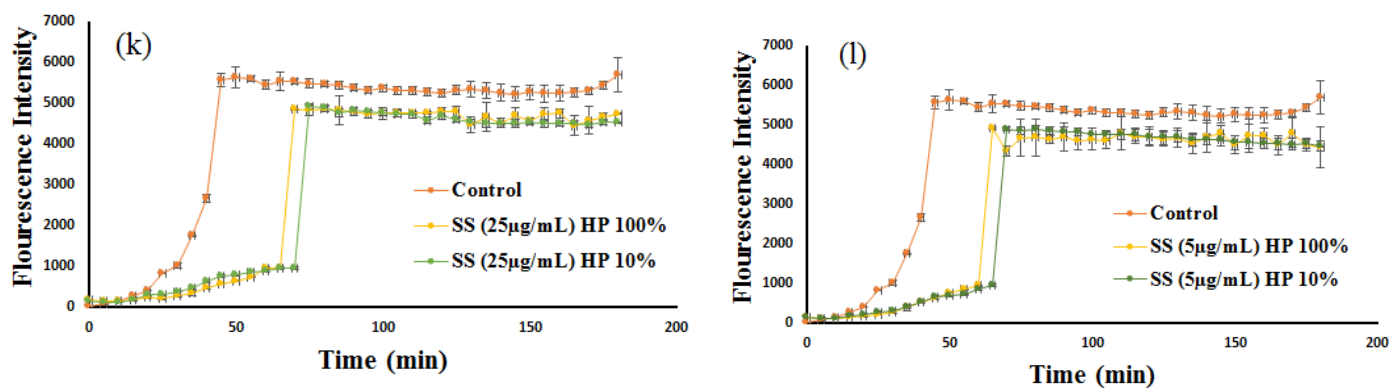 (k)
Flourescence Intensity
7000
6000
5000
4000
3000
2000
1000
0
Control
SS (25µg/mL) HP 100%
SS (25µg/mL) HP 10%
0 50 100 150 200
Time (min)
(l)
Flourescence Intensity
7000
6000
5000
4000
3000
2000
1000
0
Control
SS (5µg/mL) HP 100%
SS (5µg/mL) HP 10%
0 50 100 150 200
Time (min)